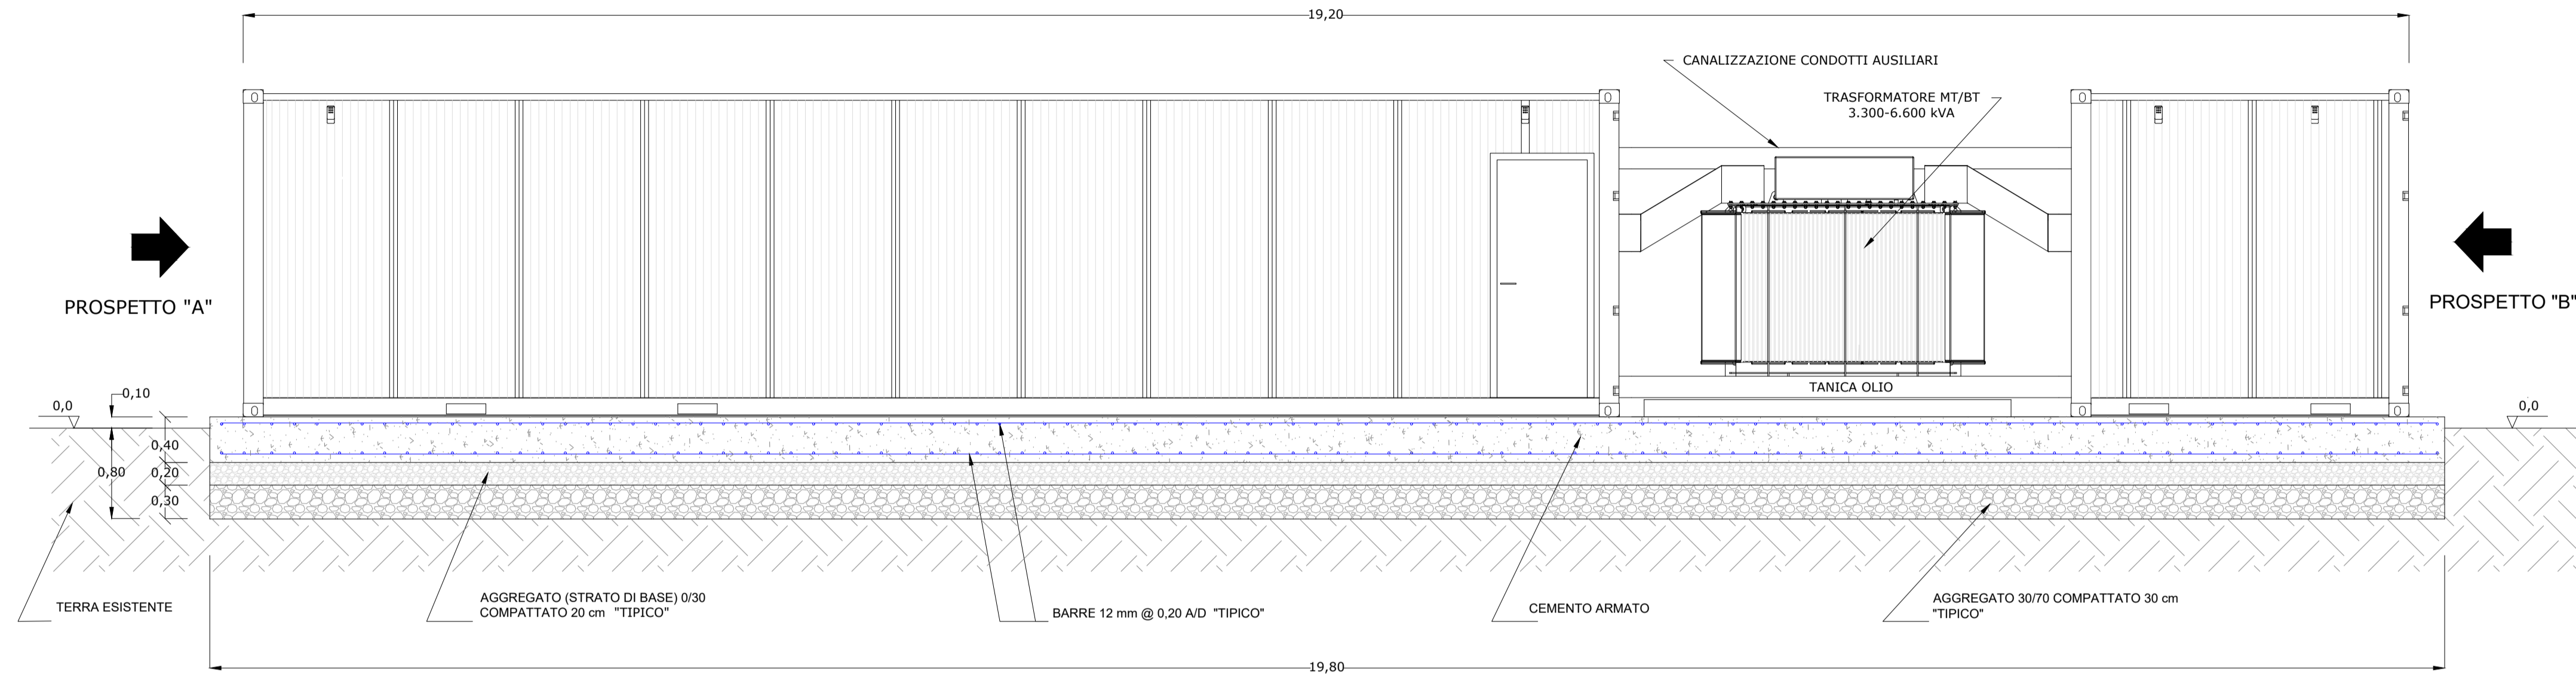 19,20
CANALIZZAZIONE CONDOTTI AUSILIARI
TRASFORMATORE MT/BT
3.300-6.600 kVA
PROSPETTO "A"
PROSPETTO "B"
TANICA OLIO
0,10
0,0
0,0
0,40
0,80
0,20
0,30
TERRA ESISTENTE
AGGREGATO (STRATO DI BASE) 0/30
COMPATTATO 20 cm "TIPICO"
BARRE 12 mm @ 0,20 A/D "TIPICO"
CEMENTO ARMATO
AGGREGATO 30/70 COMPATTATO 30 cm
"TIPICO"
19,80